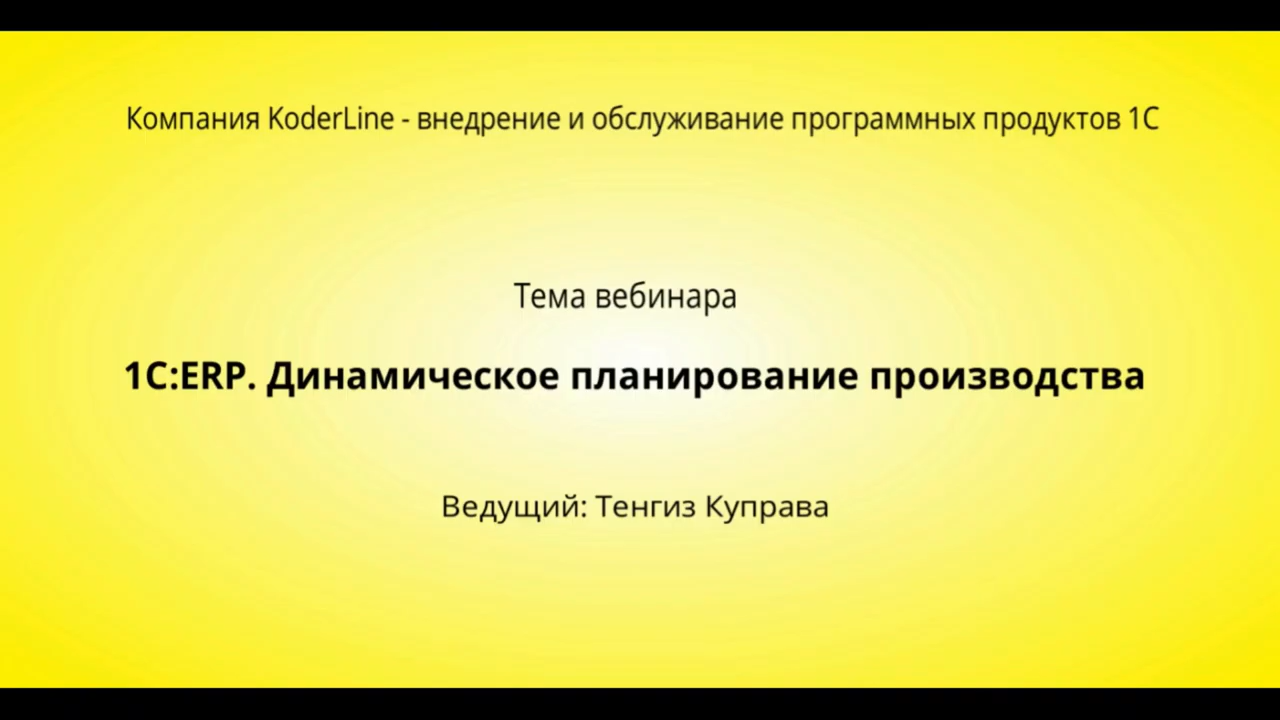 Компания KoderLine - внедрение и обслуживание программных продуктов 1С
Тема вебинара
1С:ERP. Динамическое планирование производства
Ведущий: Тенгиз Куправа